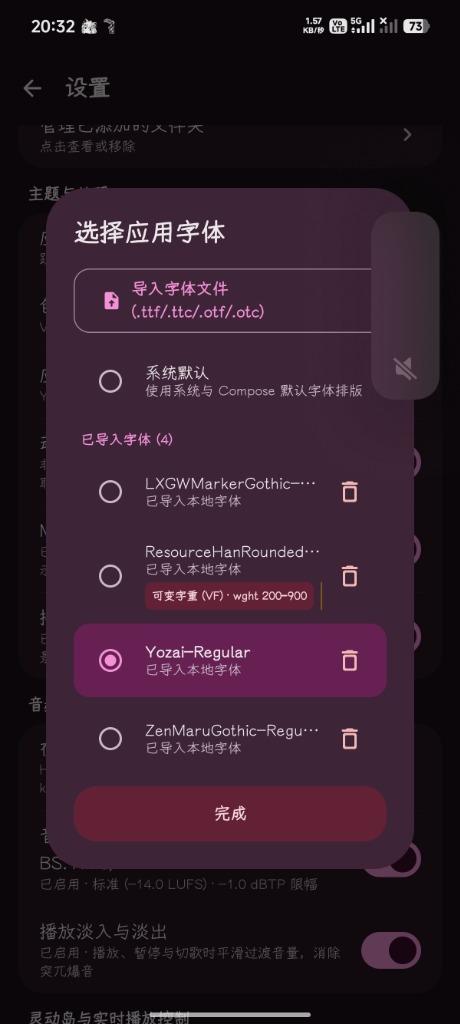 20:32
1.57 KB/秒 Vo LTE 5G 73
设置
管理已添加的文件夹
点击查看或移除
主题
选择应用字体
导入字体文件
(.ttf/.ttc/.otf/.otc)
系统默认
使用系统与 Compose 默认字体排版
已导入字体 (4)
LXGWMarkerGothic-···
已导入本地字体
ResourceHanRounded···
已导入本地字体
可变字重 (VF) · wght 200-900
Yozai-Regular
已导入本地字体
ZenMaruGothic-Regu···
已导入本地字体
完成
BS.
已启用 · 标准 (-14.0 LUFS) · -1.0 dBTP 限幅
播放淡入与淡出
已启用 · 播放、暂停与切歌时平滑过渡音量，消除
突兀爆音
灵动岛与实时播放控制